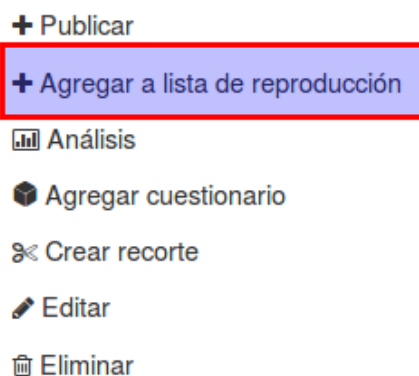 Publicar
Agregar a lista de reproducción
Análisis
Agregar cuestionario
Crear recorte
Editar
Eliminar